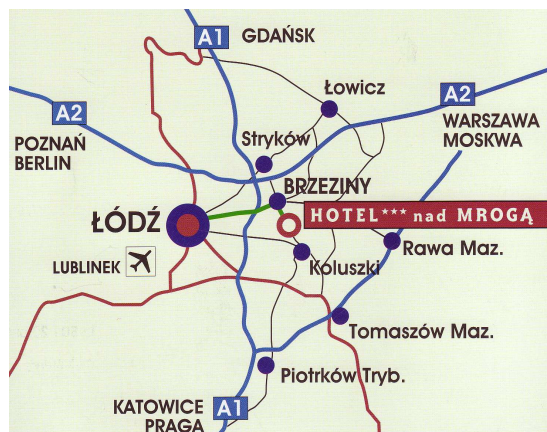 A1 GDAŃSK
Łowicz
A2
A2
WARSZAWA
MOSKWA
POZNAŃ
BERLIN
Stryków
BRZEZINY
ŁÓDŹ
HOTEL*** nad MROGĄ
Rawa Maz.
LUBLINEK
Koluszki
Tomaszów Maz.
Piotrków Tryb.
KATOWICE
PRAGA
A1